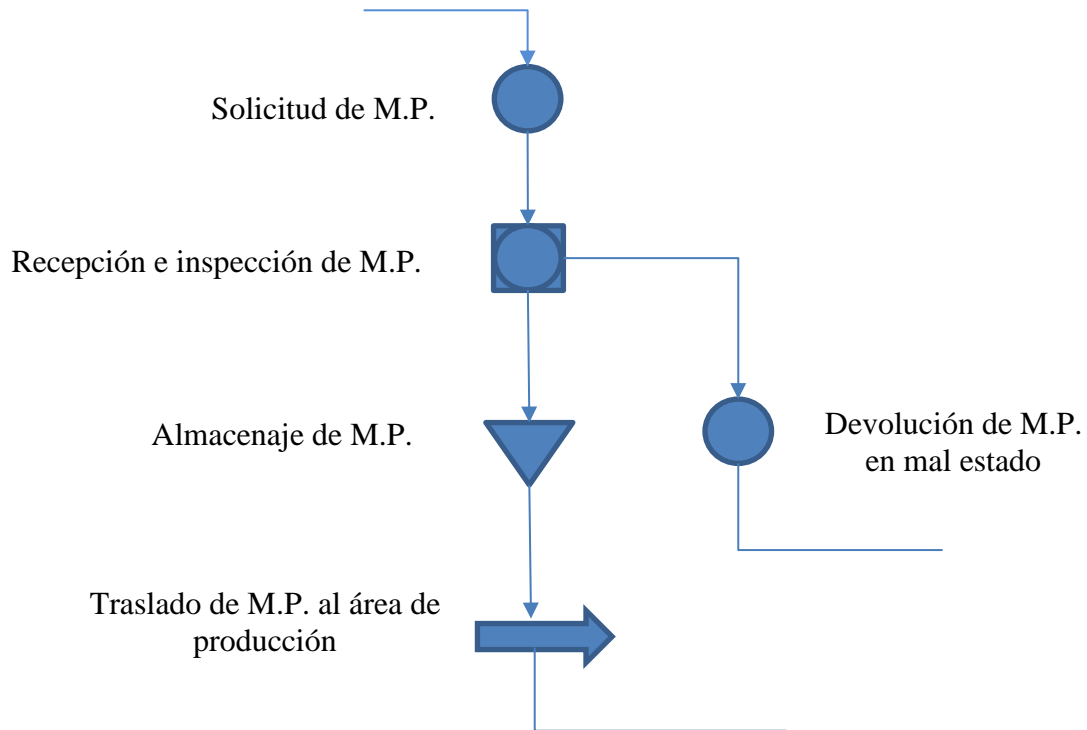 Solicitud de M.P.
Recepción e inspección de M.P.
Almacenaje de M.P.
Devolución de M.P.
en mal estado
Traslado de M.P. al área de
producción